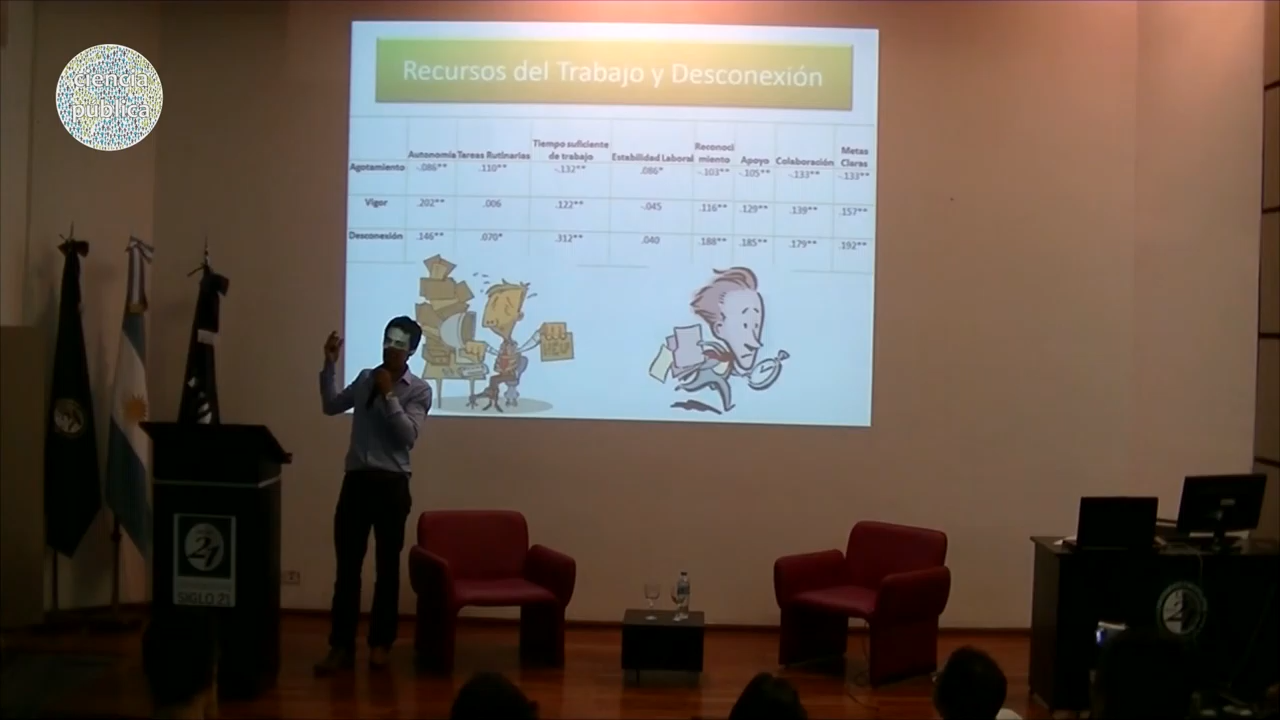 ciencia
pública
Recursos del Trabajo y Desconexión
Autonomía Tareas Rutinarias Tiempo suficiente de trabajo Estabilidad Laboral Reconoci miento Apoyo Colaboración Metas Claras
Agotamiento -.086** .110** -.132** .086* -.103** -.105** -.133** -.133**
Vigor .202** .006 .122** -.045 .116** .129** .139** .157**
Desconexión .146** .070* .312** .040 .188** .185** .179** .192**
HELP
21
SIGLO 21